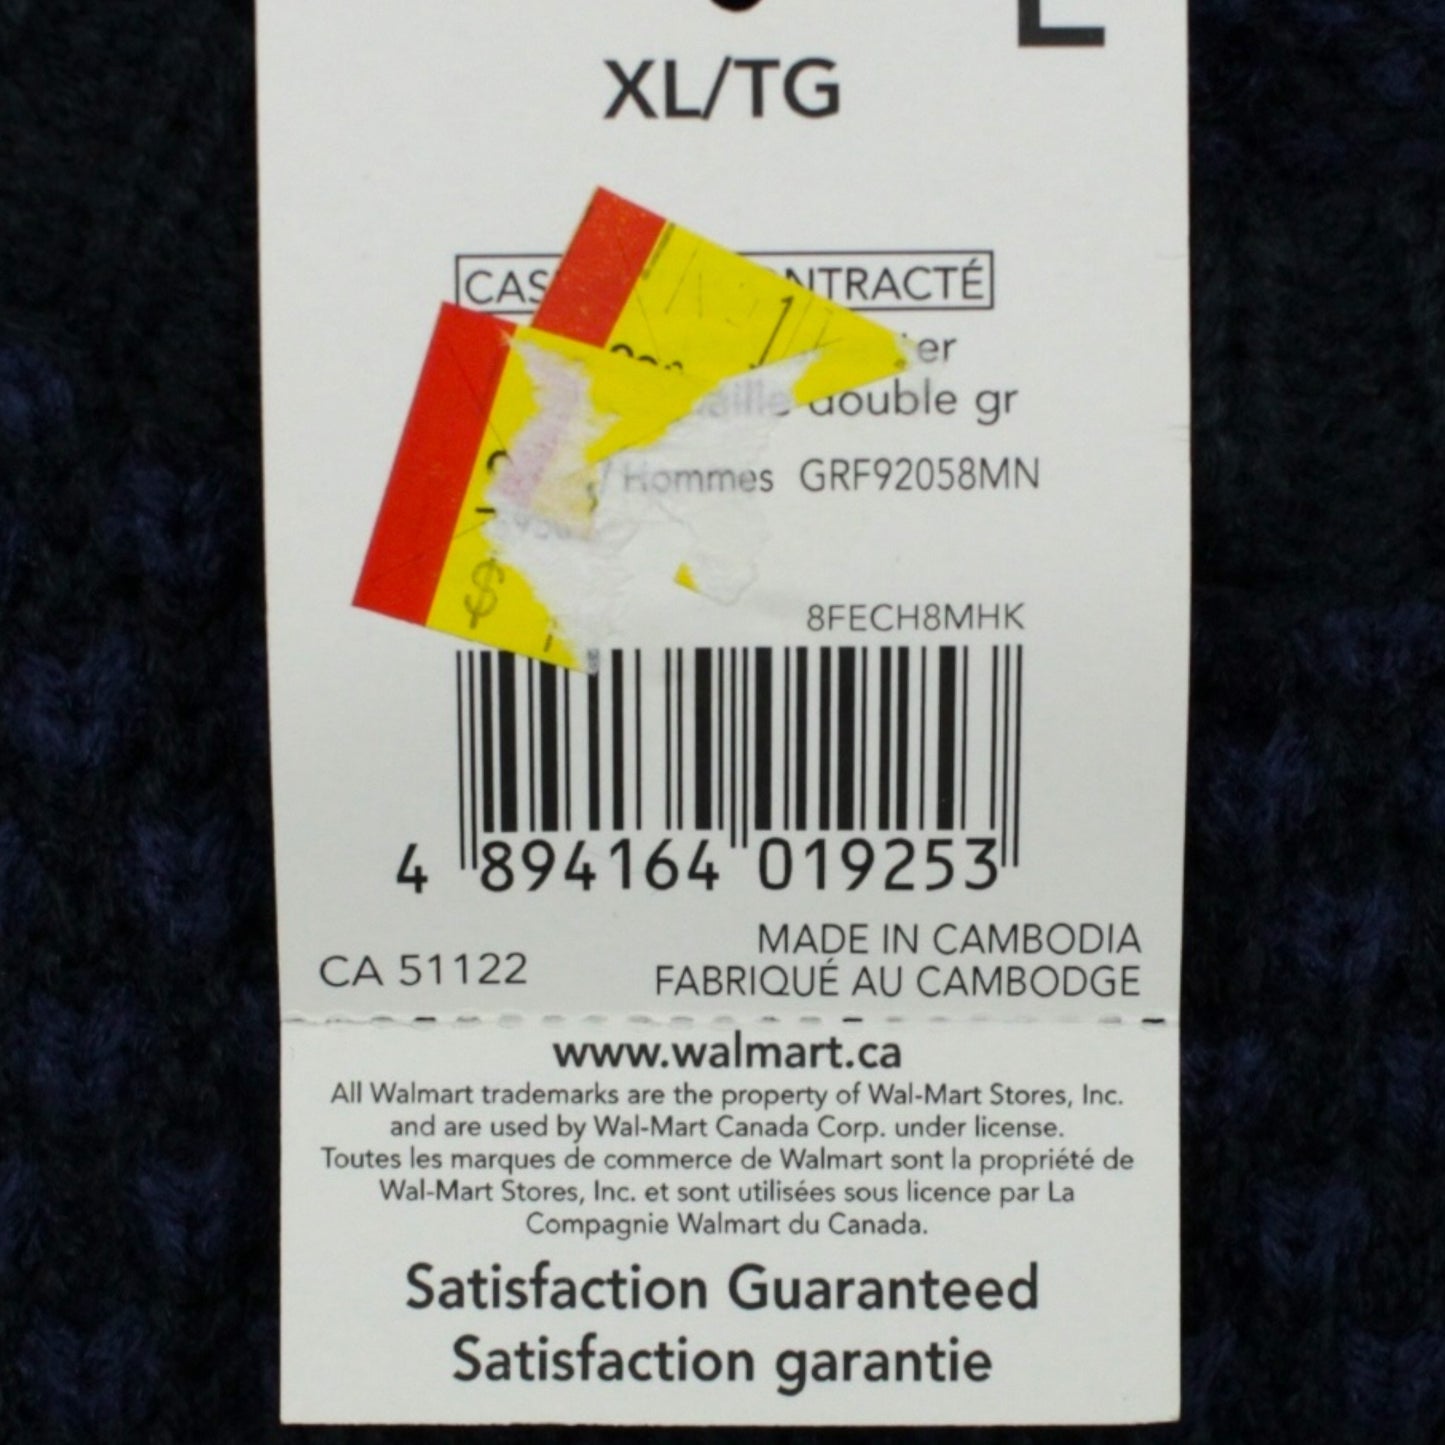 XL/TG
double gr
Hommes GRF92058MN
8FECH8MHK
4 894164 019253
CA 51122
MADE IN CAMBODIA
FABRIQUÉ AU CAMBODGE
www.walmart.ca
All Walmart trademarks are the property of Wal-Mart Stores, Inc.
and are used by Wal-Mart Canada Corp. under license.
Toutes les marques de commerce de Walmart sont la propriété de
Wal-Mart Stores, Inc. et sont utilisées sous licence par La
Compagnie Walmart du Canada.
Satisfaction Guaranteed
Satisfaction garantie